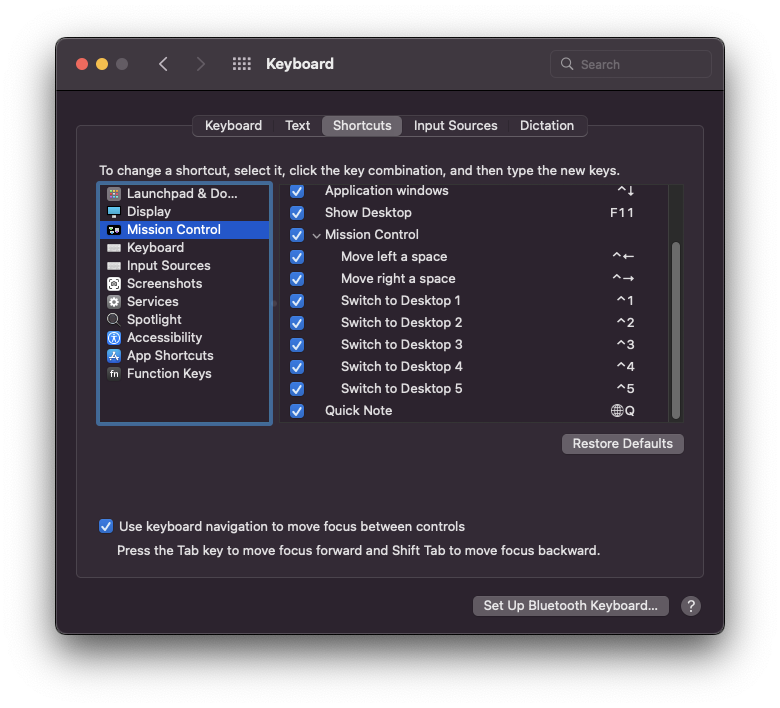 Keyboard
Search
Keyboard Text Shortcuts Input Sources Dictation
To change a shortcut, select it, click the key combination, and then type the new keys.
Launchpad & Do...
Display
Mission Control
Keyboard
Input Sources
Screenshots
Services
Spotlight
Accessibility
App Shortcuts
fn Function Keys
Application windows ^↓
Show Desktop F11
Mission Control
Move left a space ^←
Move right a space ^→
Switch to Desktop 1 ^1
Switch to Desktop 2 ^2
Switch to Desktop 3 ^3
Switch to Desktop 4 ^4
Switch to Desktop 5 ^5
Quick Note 🌐Q
Restore Defaults
Use keyboard navigation to move focus between controls
Press the Tab key to move focus forward and Shift Tab to move focus backward.
Set Up Bluetooth Keyboard... ?